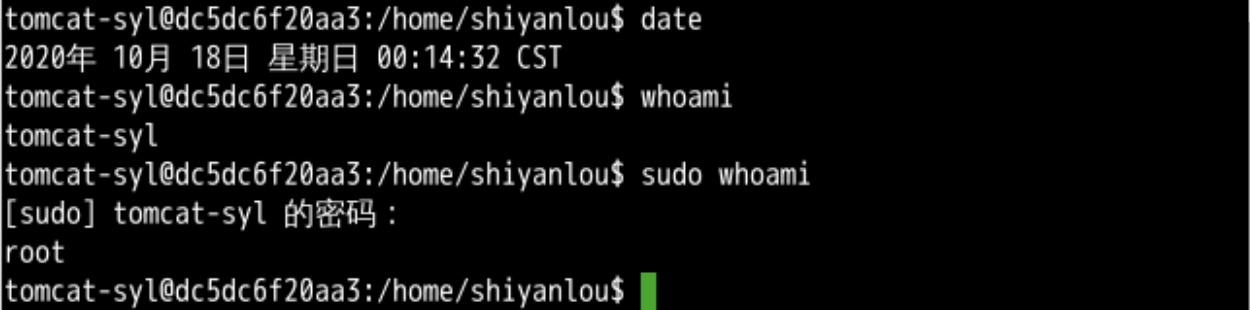 tomcat-syl@dc5dc6f20aa3:/home/shiyanlou$ date
2020年 10月 18日 星期日 00:14:32 CST
tomcat-syl@dc5dc6f20aa3:/home/shiyanlou$ whoami
tomcat-syl
tomcat-syl@dc5dc6f20aa3:/home/shiyanlou$ sudo whoami
[sudo] tomcat-syl 的密码：
root
tomcat-syl@dc5dc6f20aa3:/home/shiyanlou$